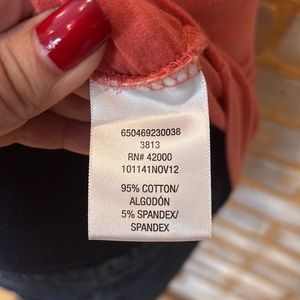 650469230038
3813
RN# 42000
101141NOV12
95% COTTON/
ALGODÓN
5% SPANDEX/
SPANDEX